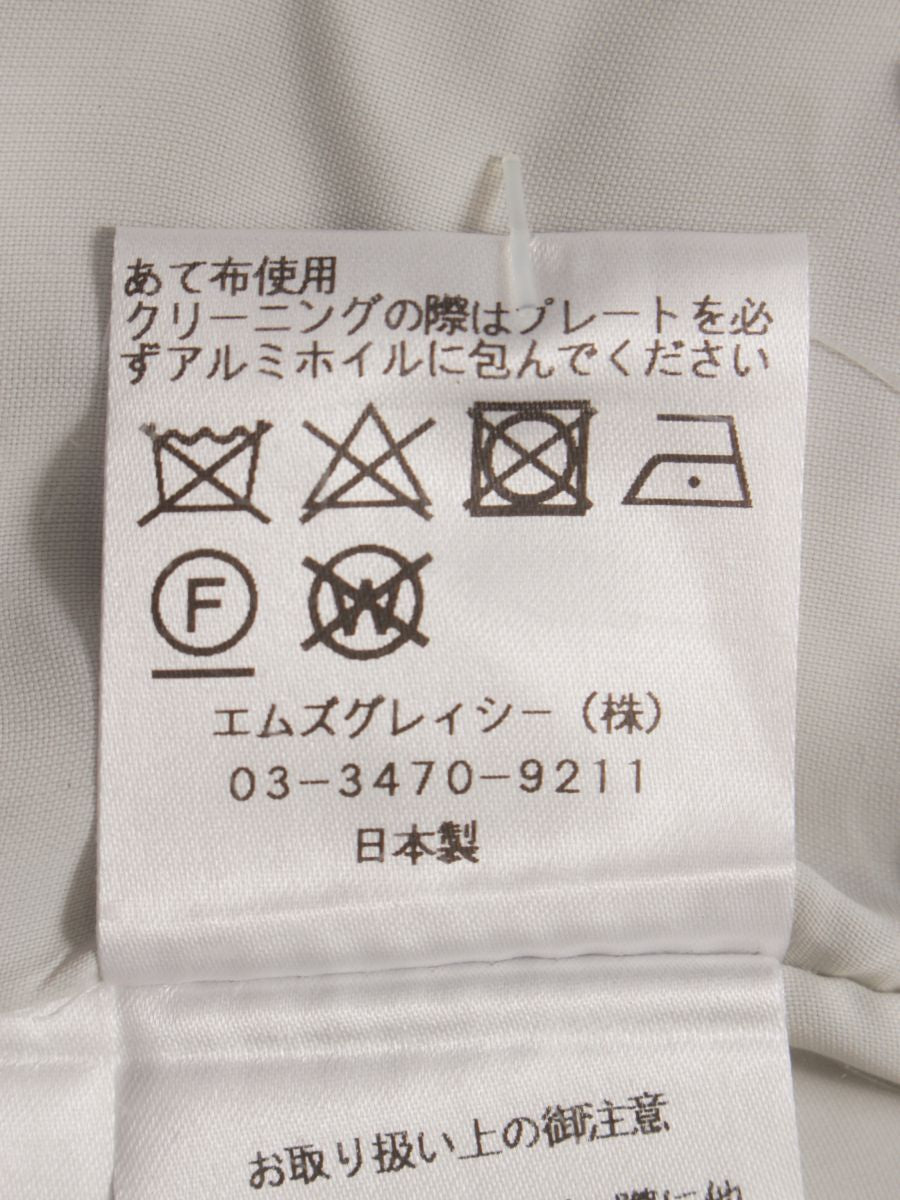 あて布使用
クリーニングの際はプレートを必
ずアルミホイルに包んでください
F
W
エムズグレイシー(株)
03-3470-9211
日本製
お取り扱い上の御注意